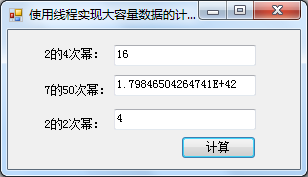 使用线程实现大容量数据的计...
2的4次幂：
16
7的50次幂：
1.79846504264741E+42
2的2次幂：
4
计算